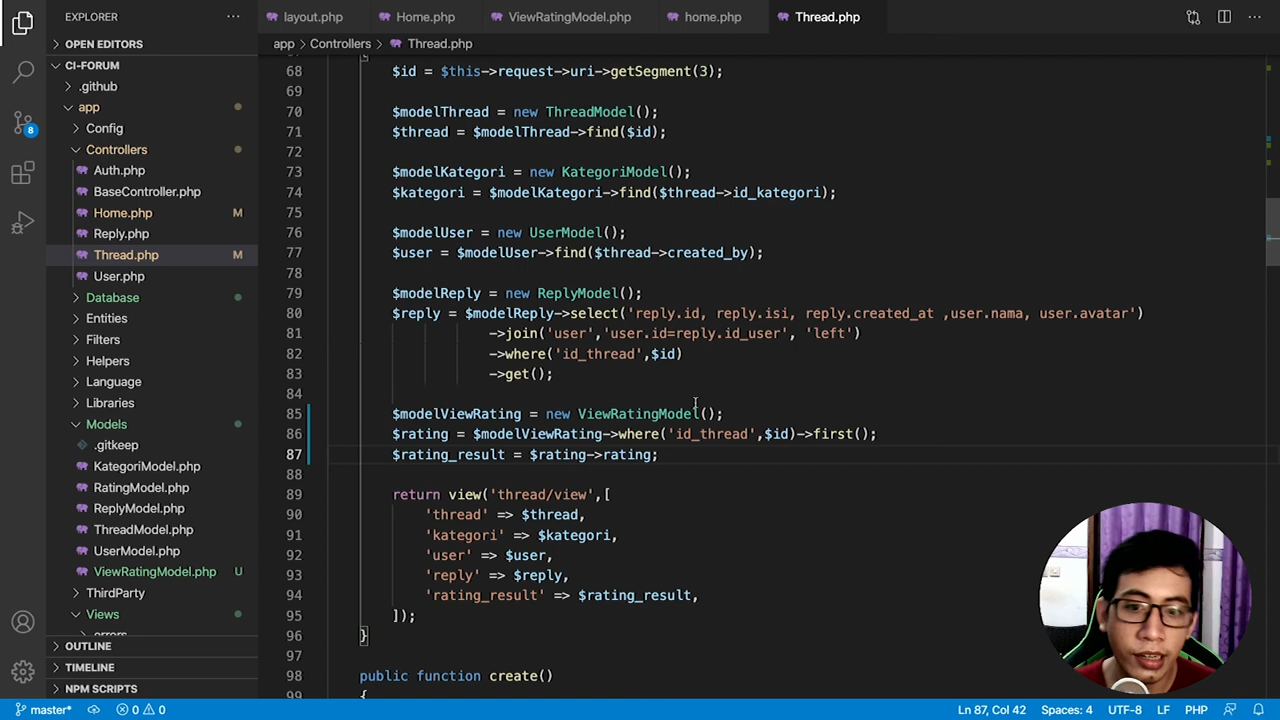 EXPLORER
layout.php
Home.php
ViewRatingModel.php
home.php
Thread.php
OPEN EDITORS
app > Controllers > Thread.php
CI-FORUM
.github
app
Config
Controllers
Auth.php
BaseController.php
Home.php M
Reply.php
Thread.php M
User.php
Database
Entities
Filters
Helpers
Language
Libraries
Models
.gitkeep
KategoriModel.php
RatingModel.php
ReplyModel.php
ThreadModel.php
UserModel.php
ViewRatingModel.php U
ThirdParty
Views
errors
OUTLINE
TIMELINE
NPM SCRIPTS
8
68 $id = $this->request->uri->getSegment(3);
69
70 $modelThread = new ThreadModel();
71 $thread = $modelThread->find($id);
72
73 $modelKategori = new KategoriModel();
74 $kategori = $modelKategori->find($thread->id_kategori);
75
76 $modelUser = new UserModel();
77 $user = $modelUser->find($thread->created_by);
78
79 $modelReply = new ReplyModel();
80 $reply = $modelReply->select('reply.id, reply.isi, reply.created_at ,user.nama, user.avatar')
81 ->join('user','user.id=reply.id_user', 'left')
82 ->where('id_thread',$id)
83 ->get();
84
85 $modelViewRating = new ViewRatingModel();
86 $rating = $modelViewRating->where('id_thread',$id)->first();
87 $rating_result = $rating->rating;
88
89 return view('thread/view',[
90 'thread' => $thread,
91 'kategori' => $kategori,
92 'user' => $user,
93 'reply' => $reply,
94 'rating_result' => $rating_result,
95 ]);
96 }
97
98 public function create()
99 {
master* 0 0 Ln 87, Col 42 Spaces: 4 UTF-8 LF PHP